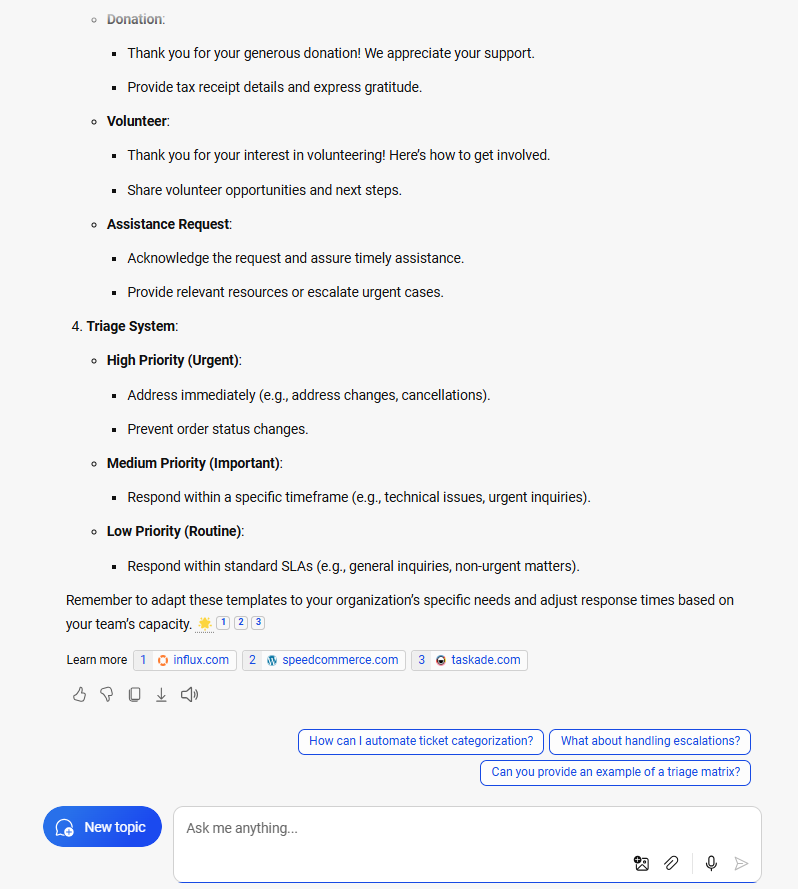 Donation:
Thank you for your generous donation! We appreciate your support.
Provide tax receipt details and express gratitude.
Volunteer:
Thank you for your interest in volunteering! Here’s how to get involved.
Share volunteer opportunities and next steps.
Assistance Request:
Acknowledge the request and assure timely assistance.
Provide relevant resources or escalate urgent cases.
4. Triage System:
High Priority (Urgent):
Address immediately (e.g., address changes, cancellations).
Prevent order status changes.
Medium Priority (Important):
Respond within a specific timeframe (e.g., technical issues, urgent inquiries).
Low Priority (Routine):
Respond within standard SLAs (e.g., general inquiries, non-urgent matters).
Remember to adapt these templates to your organization’s specific needs and adjust response times based on
your team’s capacity. 🌟 1 2 3
Learn more 1 influx.com 2 speedcommerce.com 3 taskade.com
How can I automate ticket categorization? What about handling escalations?
Can you provide an example of a triage matrix?
New topic Ask me anything...